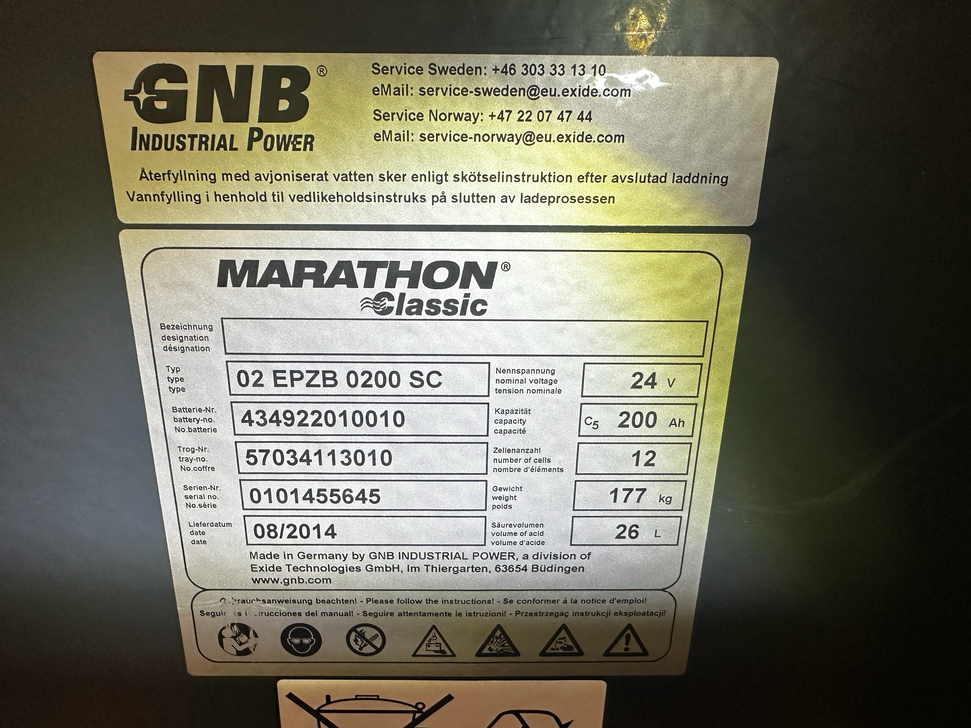 GNB®
INDUSTRIAL POWER
Service Sweden: +46 303 33 13 10
eMail: service-sweden@eu.exide.com
Service Norway: +47 22 07 47 44
eMail: service-norway@eu.exide.com
Återfyllning med avjoniserat vatten sker enligt skötselinstruktion efter avslutad laddning
Vannfylling i henhold til vedlikeholdsinstruks på slutten av ladeprosessen
MARATHON®
Classic
Bezeichnung
designation
désignation
Typ
type
type
02 EPZB 0200 SC
Nennspannung
nominal voltage
tension nominale
24 V
Batterie-Nr.
battery-no.
No.batterie
434922010010
Kapazität
capacity
capacité
C5 200 Ah
Trog-Nr.
tray-no.
No.coffre
57034113010
Zellenanzahl
number of cells
nombre d'éléments
12
Serien-Nr.
serial no.
No.série
0101455645
Gewicht
weight
poids
177 kg
Lieferdatum
date
date
08/2014
Säurevolumen
volume of acid
volume d'acide
26 L
Made in Germany by GNB INDUSTRIAL POWER, a division of
Exide Technologies GmbH, Im Thiergarten, 63654 Büdingen
www.gnb.com
beachten! - Please follow the instructions! - Se conformer á la notice d'emploi!
del manual! - Seguire attentamente le istruzioni! - Przestrzegaç instrukcji eksploatacji!